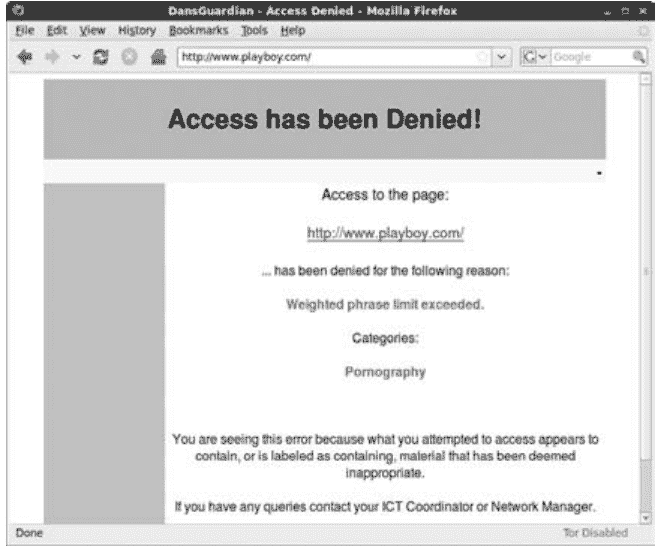 DansGuardian - Access Denied - Mozilla Firefox
File Edit View History Bookmarks Tools Help
http://www.playboy.com/ Google
Access has been Denied!
Access to the page:
http://www.playboy.com/
... has been denied for the following reason:
Weighted phrase limit exceeded.
Categories:
Pornography
You are seeing this error because what you attempted to access appears to
contain, or is labeled as containing, material that has been deemed
inappropriate.
If you have any queries contact your ICT Coordinator or Network Manager.
Done Tor Disabled